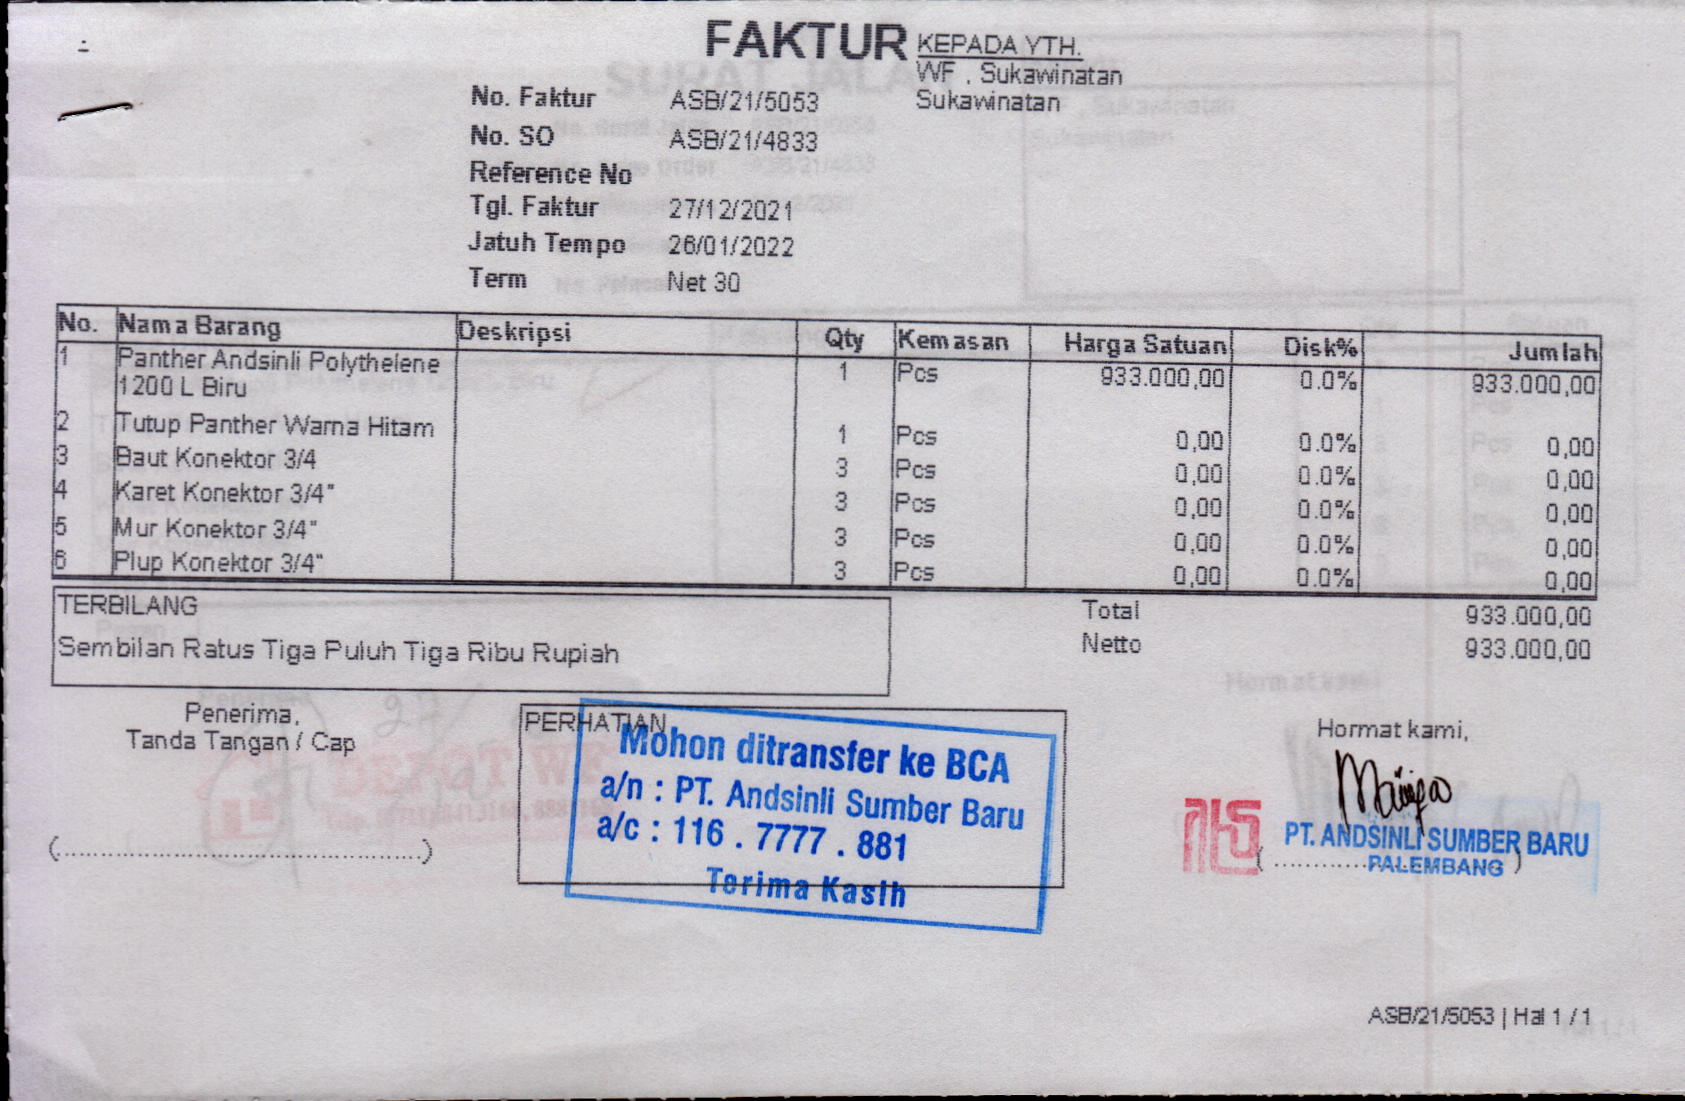 FAKTUR
KEPADA YTH.
WF . Sukawinatan
Sukawinatan
No. Faktur ASB/21/5053
No. SO ASB/21/4833
Reference No
Tgl. Faktur 27/12/2021
Jatuh Tempo 26/01/2022
Term Net 30
No. Nama Barang Deskripsi Qty Kemasan Harga Satuan Disk% Jumlah
1 Panther Andsinli Polythelene 1 Pcs 933.000,00 0.0% 933.000,00
1200 L Biru
2 Tutup Panther Warna Hitam 1 Pcs 0,00 0.0% 0,00
3 Baut Konektor 3/4 3 Pcs 0,00 0.0% 0,00
4 Karet Konektor 3/4" 3 Pcs 0,00 0.0% 0,00
5 Mur Konektor 3/4" 3 Pcs 0,00 0.0% 0,00
6 Plup Konektor 3/4" 3 Pcs 0,00 0.0% 0,00
TERBILANG
Sembilan Ratus Tiga Puluh Tiga Ribu Rupiah
Total 933.000,00
Netto 933.000,00
Penerima,
Tanda Tangan / Cap
(..........................................)
PERHATIAN
Mohon ditransfer ke BCA
a/n : PT. Andsinli Sumber Baru
a/c : 116 . 7777 . 881
Terima Kasih
Hormat kami,
PT. ANDSINLI SUMBER BARU
PALEMBANG
DEPOT WF
ASB/21/5053 | Hal 1 / 1